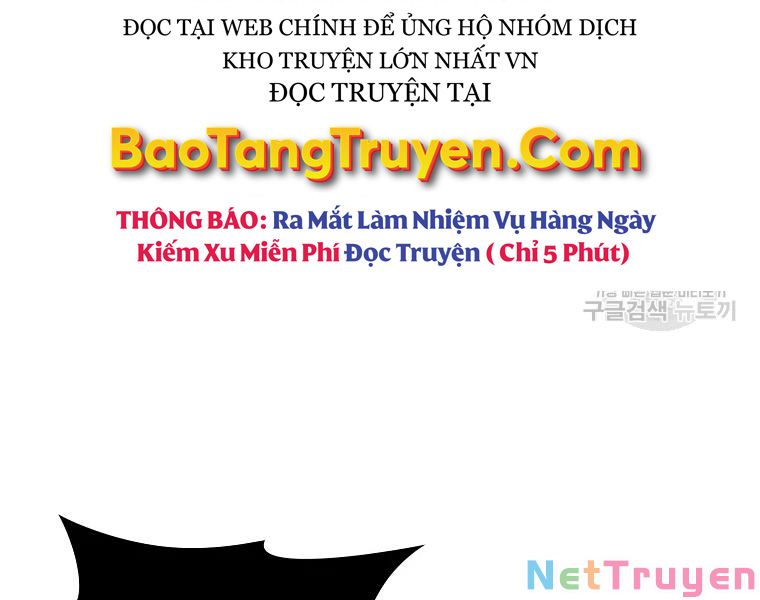 ĐỌC TẠI WEB CHÍNH ĐỂ ỦNG HỘ NHÓM DỊCH
KHO TRUYỆN LỚN NHẤT VN
ĐỌC TRUYỆN TẠI
BaoTangTruyen.Com
THÔNG BÁO: Ra Mắt Làm Nhiệm Vụ Hàng Ngày
Kiếm Xu Miễn Phí Đọc Truyện ( Chỉ 5 Phút)
구글검색 뉴토끼
NetTruyen